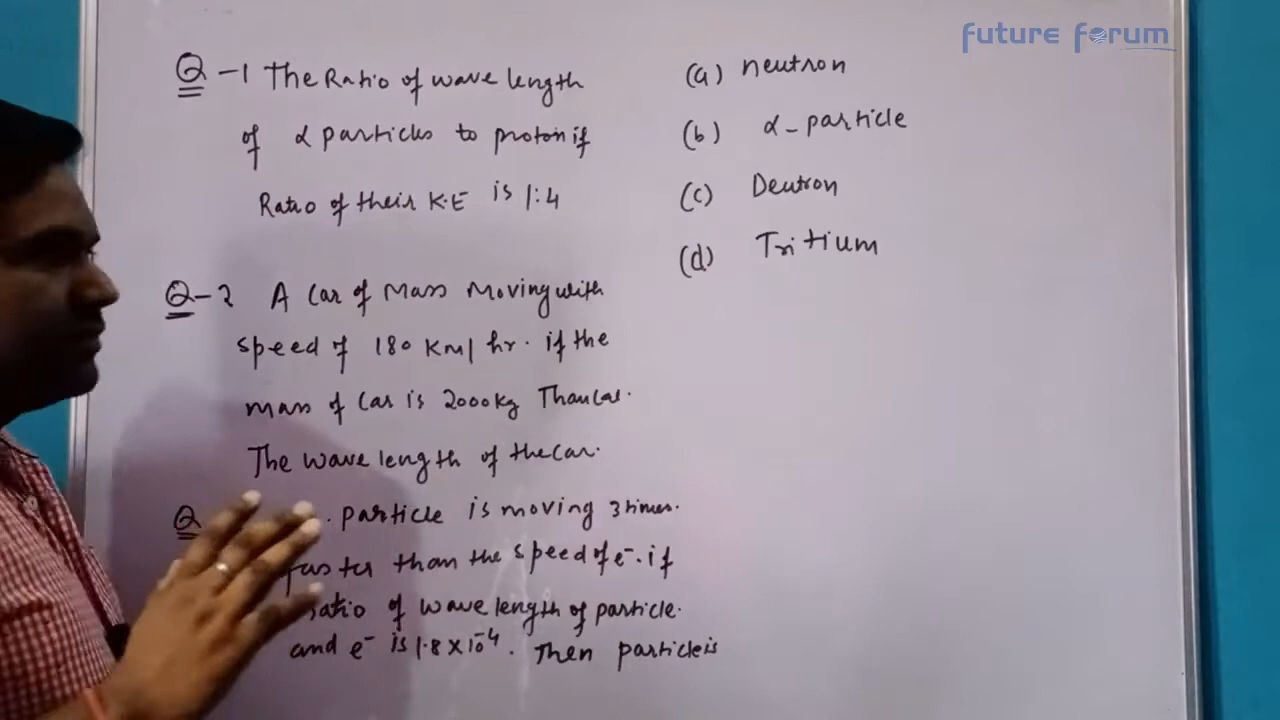 future forum
Q-1 The Ratio of wave length
of α particles to proton if
Ratio of their K.E is 1:4
Q-2 A Car of Mass Moving with
speed of 180 KM/hr. if the
mass of Car is 2000kg Than Cal.
The wave length of the Car.
Q particle is moving 3 times.
faster than the speed of e-. if
ratio of wave length of particle.
and e- is 1.8×10-4. Then particle is
(a) neutron
(b) α-particle
(c) Deutron
(d) Tritium